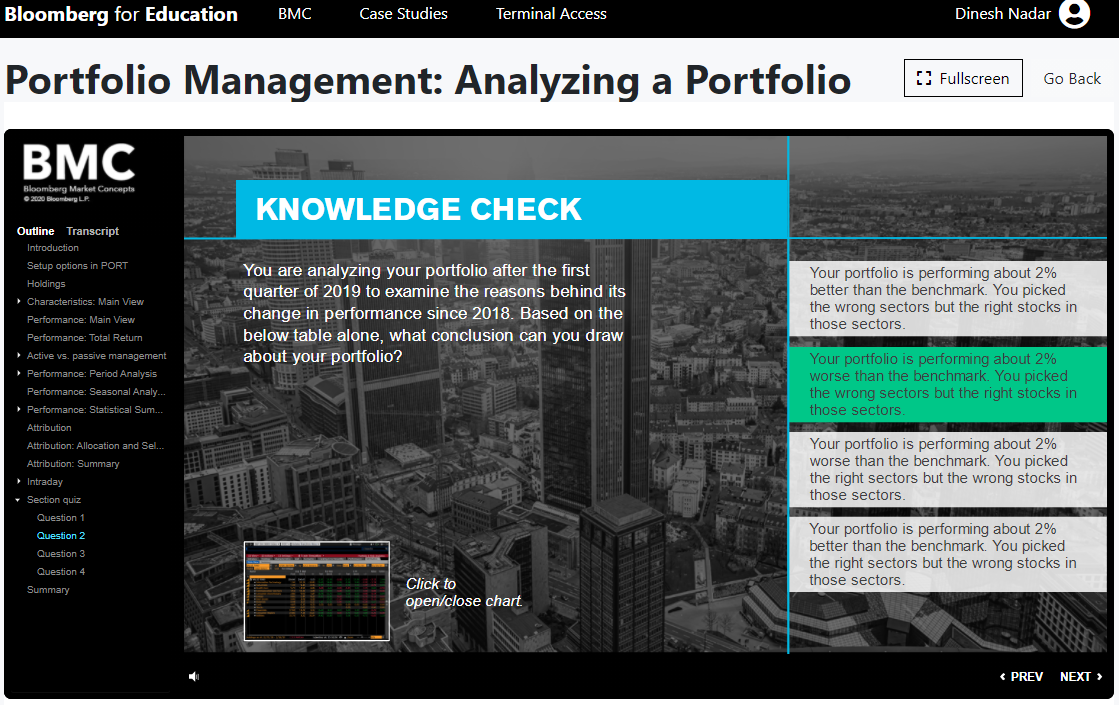 Bloomberg for Education
BMC
Case Studies
Terminal Access
Dinesh Nadar
Portfolio Management: Analyzing a Portfolio
Fullscreen
Go Back
BMC
Bloomberg Market Concepts
© 2020 Bloomberg L.P.
Outline
Transcript
Introduction
Setup options in PORT
Holdings
Characteristics: Main View
Performance: Main View
Performance: Total Return
Active vs. passive management
Performance: Period Analysis
Performance: Seasonal Analy...
Performance: Statistical Sum...
Attribution
Attribution: Allocation and Sel...
Attribution: Summary
Intraday
Section quiz
Question 1
Question 2
Question 3
Question 4
Summary
KNOWLEDGE CHECK
You are analyzing your portfolio after the first
quarter of 2019 to examine the reasons behind its
change in performance since 2018. Based on the
below table alone, what conclusion can you draw
about your portfolio?
Click to
open/close chart.
Your portfolio is performing about 2%
better than the benchmark. You picked
the wrong sectors but the right stocks in
those sectors.
Your portfolio is performing about 2%
worse than the benchmark. You picked
the wrong sectors but the right stocks in
those sectors.
Your portfolio is performing about 2%
worse than the benchmark. You picked
the right sectors but the wrong stocks in
those sectors.
Your portfolio is performing about 2%
better than the benchmark. You picked
the right sectors but the wrong stocks in
those sectors.
PREV
NEXT